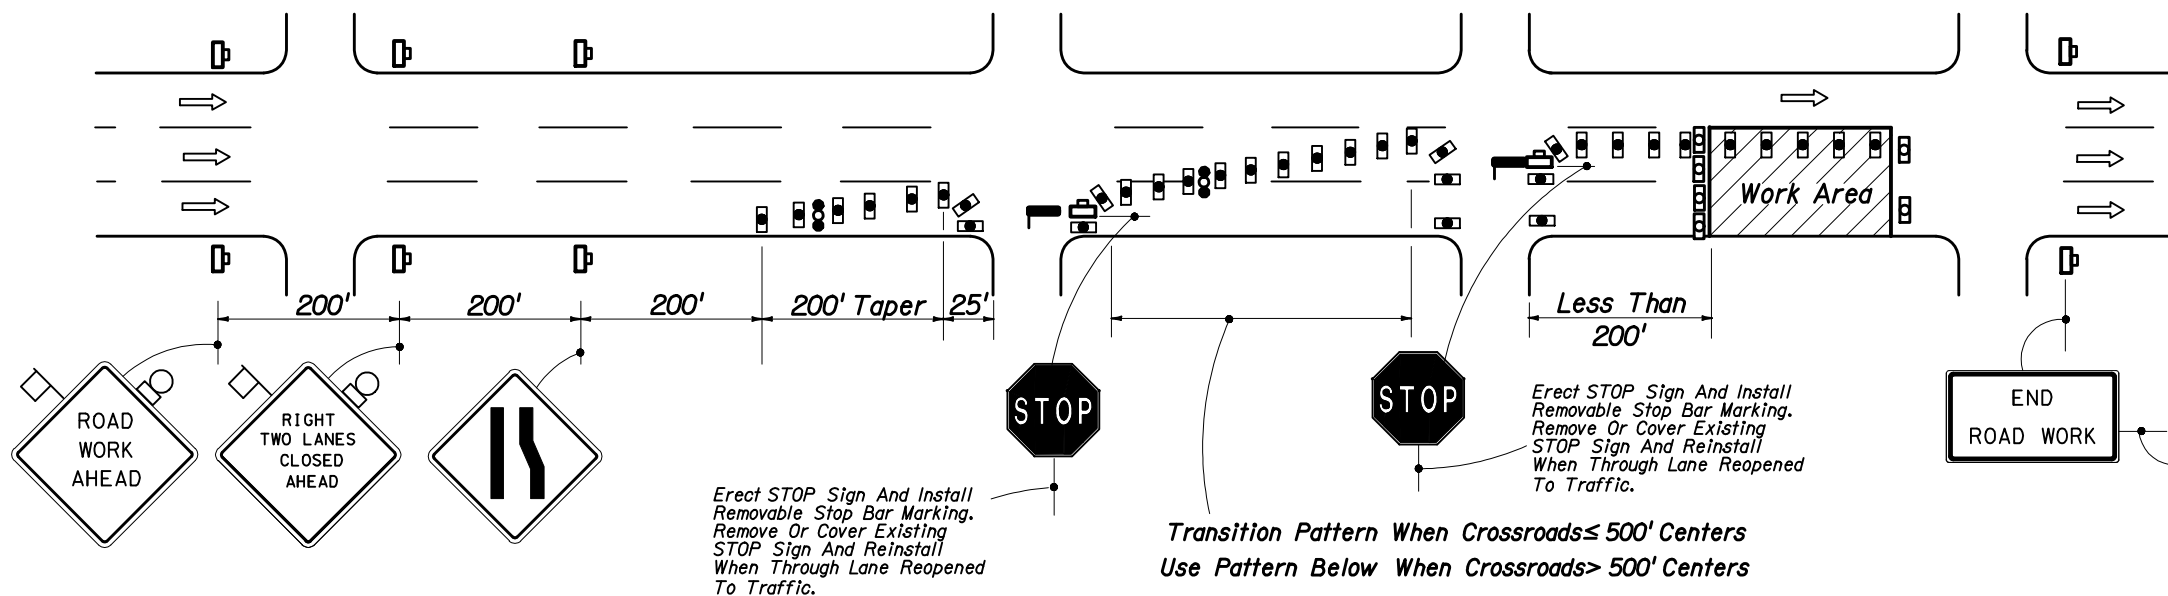 Work Area
200'
200'
200'
200' Taper
25'
Less Than
200'
ROAD
WORK
AHEAD
RIGHT
TWO LANES
CLOSED
AHEAD
STOP
STOP
Erect STOP Sign And Install
Removable Stop Bar Marking.
Remove Or Cover Existing
STOP Sign And Reinstall
When Through Lane Reopened
To Traffic.
END
ROAD WORK
Erect STOP Sign And Install
Removable Stop Bar Marking.
Remove Or Cover Existing
STOP Sign And Reinstall
When Through Lane Reopened
To Traffic.
Transition Pattern When Crossroads≤ 500' Centers
Use Pattern Below When Crossroads> 500' Centers